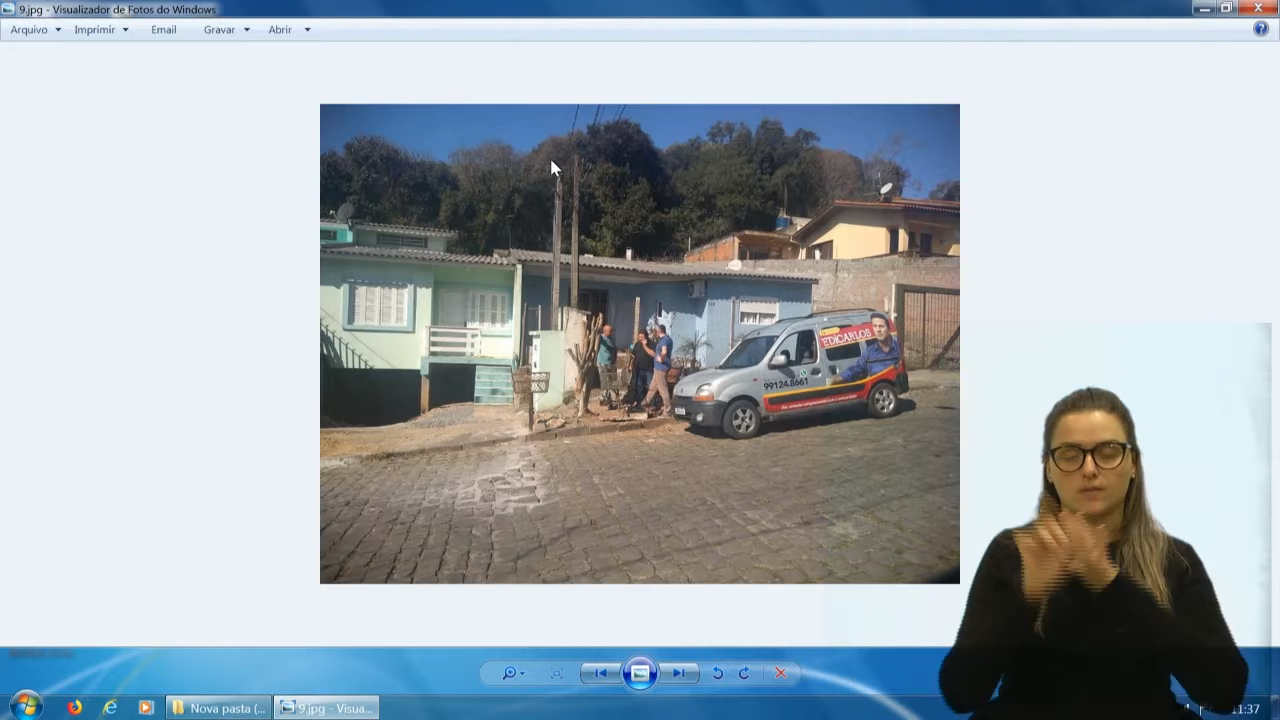 9.jpg - Visualizador de Fotos do Windows
Arquivo Imprimir Email Gravar Abrir
EDICARLOS
99124.8661
Nova pasta (...
9.jpg - Visua...
11:37